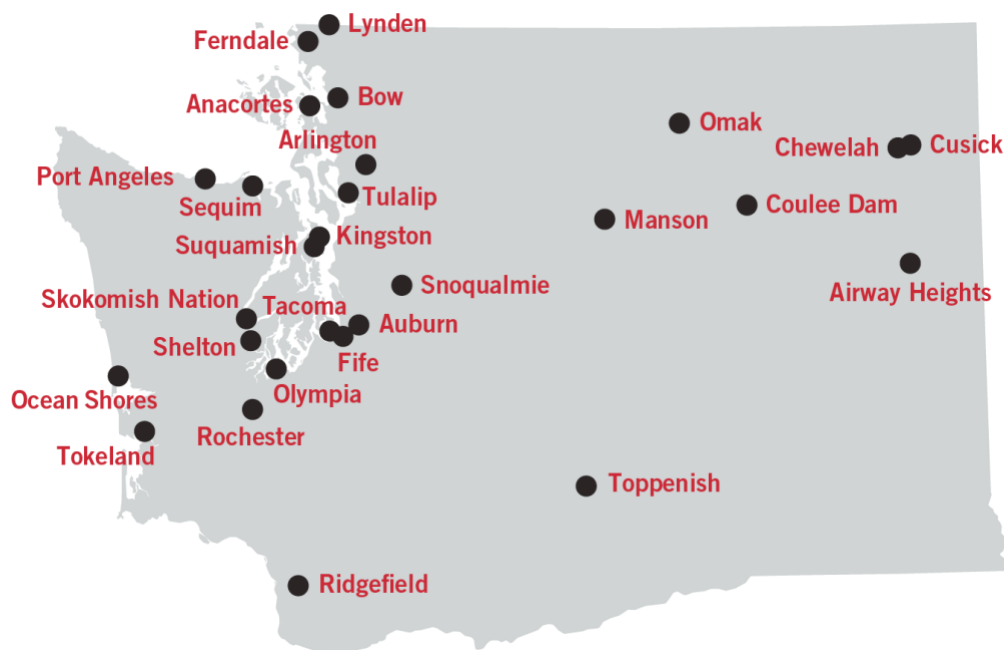 Lynden
Ferndale
Bow
Anacortes
Omak
Arlington
Cusick
Chewelah
Port Angeles
Sequim
Tulalip
Coulee Dam
Manson
Kingston
Suquamish
Snoqualmie
Airway Heights
Skokomish Nation
Tacoma
Auburn
Shelton
Fife
Olympia
Ocean Shores
Rochester
Tokeland
Toppenish
Ridgefield